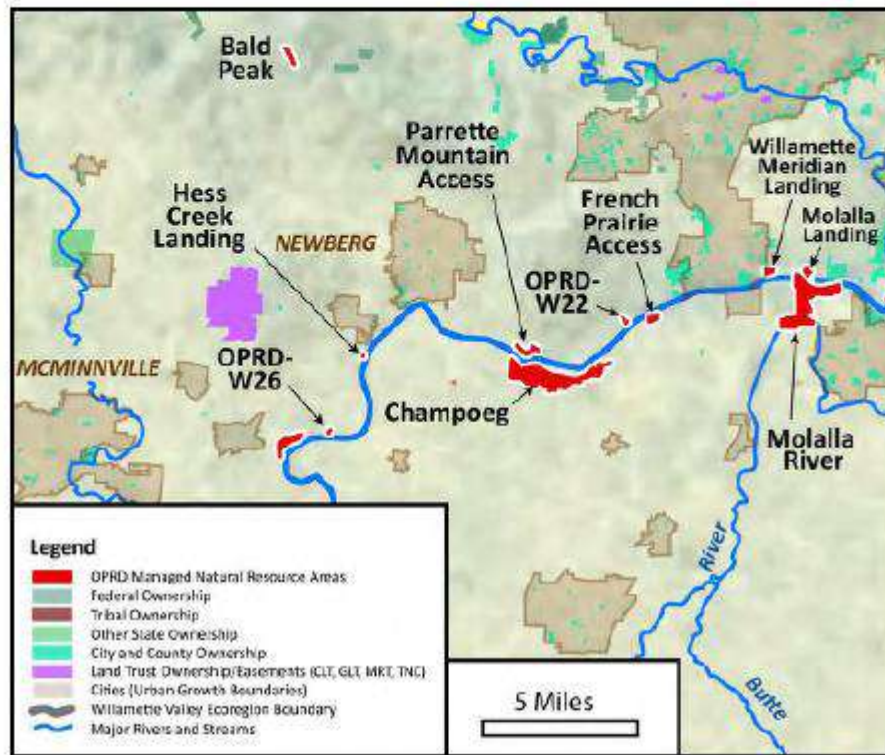 Bald
Peak
Parrette
Mountain
Access
Willamette
Meridian
Landing
Hess
Creek
Landing
French
Prairie
Access
Molalla
Landing
NEWBERG
OPRD-
W22
MCMINNVILLE
OPRD-
W26
Champoeg
Molalla
River
River
Butte
Legend
OPRD Managed Natural Resource Areas
Federal Ownership
Tribal Ownership
Other State Ownership
City and County Ownership
Land Trust Ownership/Easements (CLT, GLT, MRT, TNC)
Cities (Urban Growth Boundaries)
Willamette Valley Ecoregion Boundary
Major Rivers and Streams
5 Miles